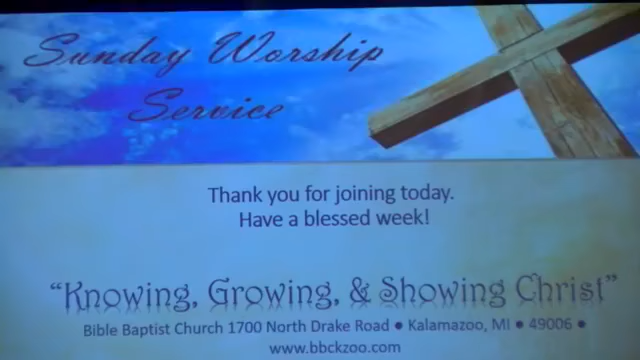 Sunday Worship
Service
Thank you for joining today.
Have a blessed week!
"Knowing, Growing, & Showing Christ"
Bible Baptist Church 1700 North Drake Road ● Kalamazoo, MI ● 49006 ●
www.bbckzoo.com